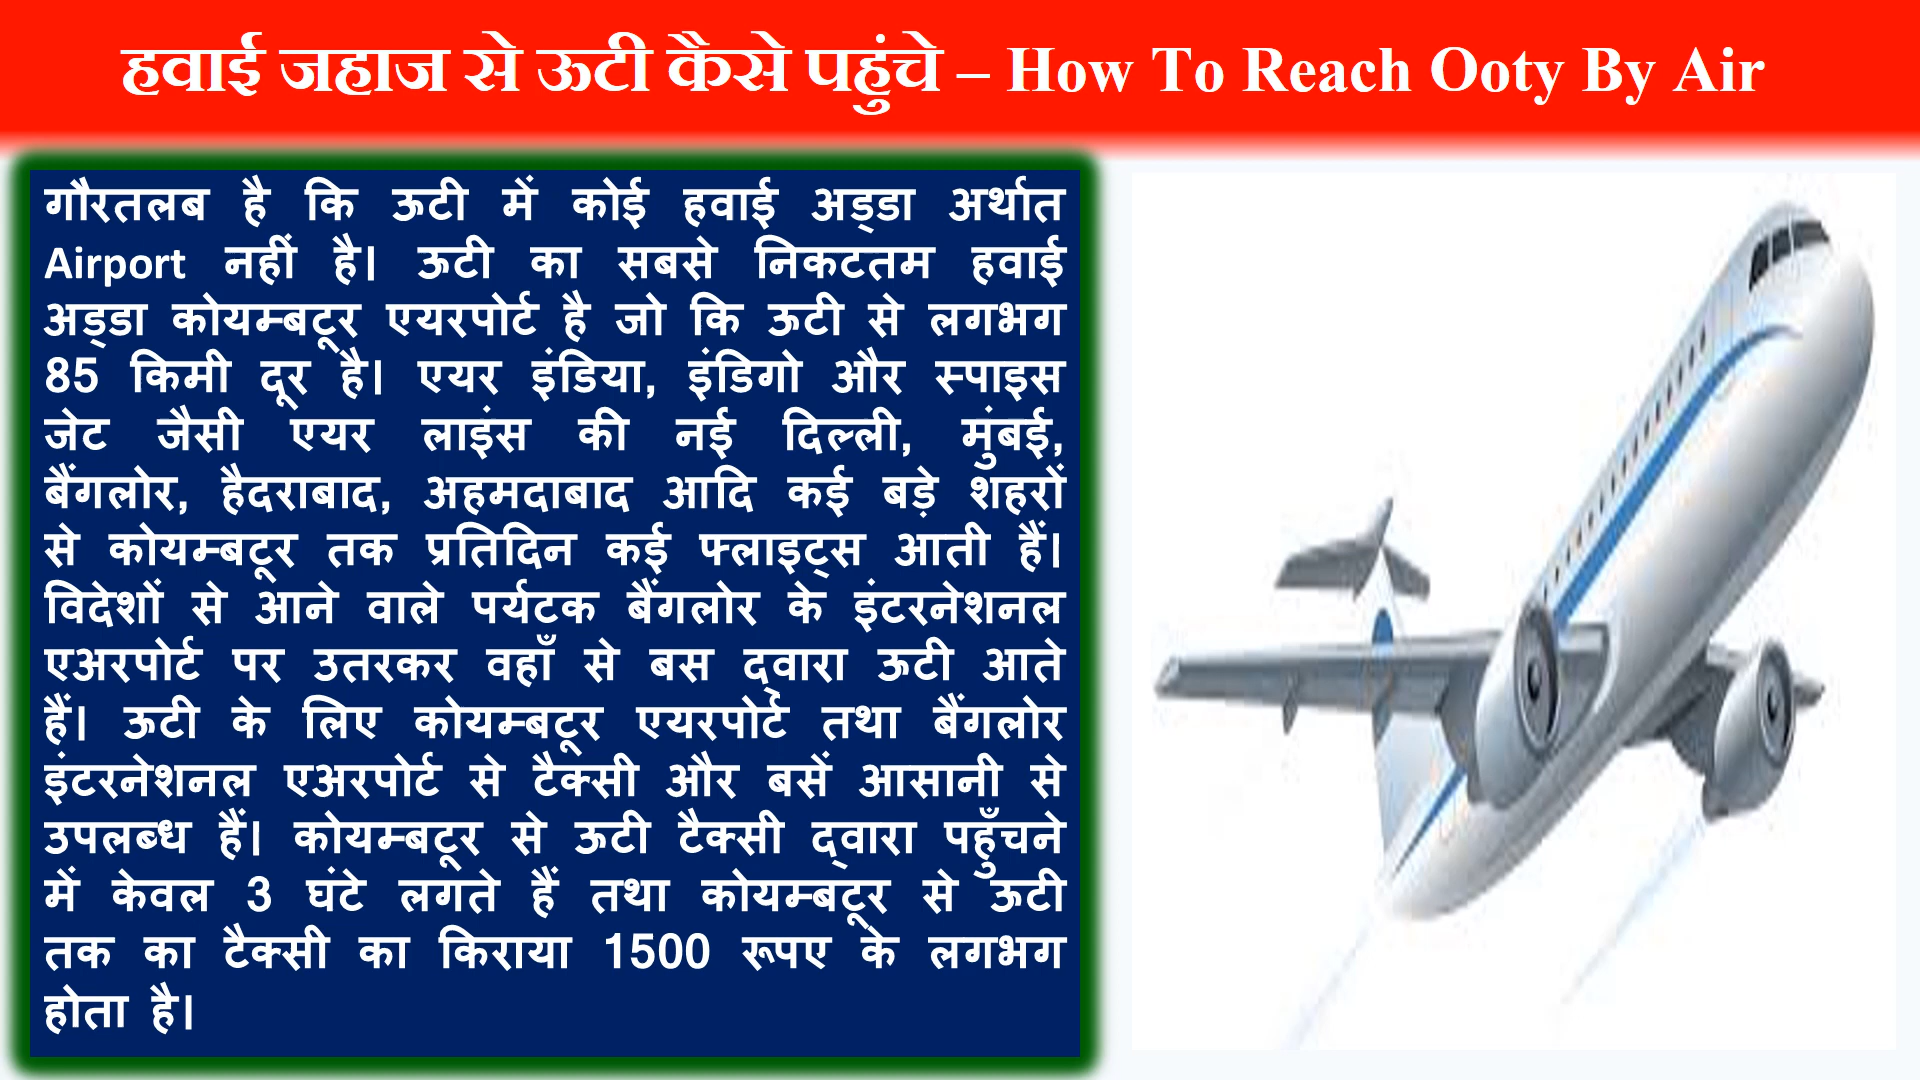 हवाई जहाज से ऊटी कैसे पहुंचे – How To Reach Ooty By Air
गौरतलब है कि ऊटी में कोई हवाई अड्डा अर्थात
Airport नहीं है। ऊटी का सबसे निकटतम हवाई
अड्डा कोयम्बटूर एयरपोर्ट है जो कि ऊटी से लगभग
85 किमी दूर है। एयर इंडिया, इंडिगो और स्पाइस
जेट जैसी एयर लाइंस की नई दिल्ली, मुंबई,
बैंगलोर, हैदराबाद, अहमदाबाद आदि कई बड़े शहरों
से कोयम्बटूर तक प्रतिदिन कई फ्लाइट्स आती हैं।
विदेशों से आने वाले पर्यटक बैंगलोर के इंटरनेशनल
एअरपोर्ट पर उतरकर वहाँ से बस द्वारा ऊटी आते
हैं। ऊटी के लिए कोयम्बटूर एयरपोर्ट तथा बैंगलोर
इंटरनेशनल एअरपोर्ट से टैक्सी और बसें आसानी से
उपलब्ध हैं। कोयम्बटूर से ऊटी टैक्सी द्वारा पहुँचने
में केवल 3 घंटे लगते हैं तथा कोयम्बटूर से ऊटी
तक का टैक्सी का किराया 1500 रूपए के लगभग
होता है।